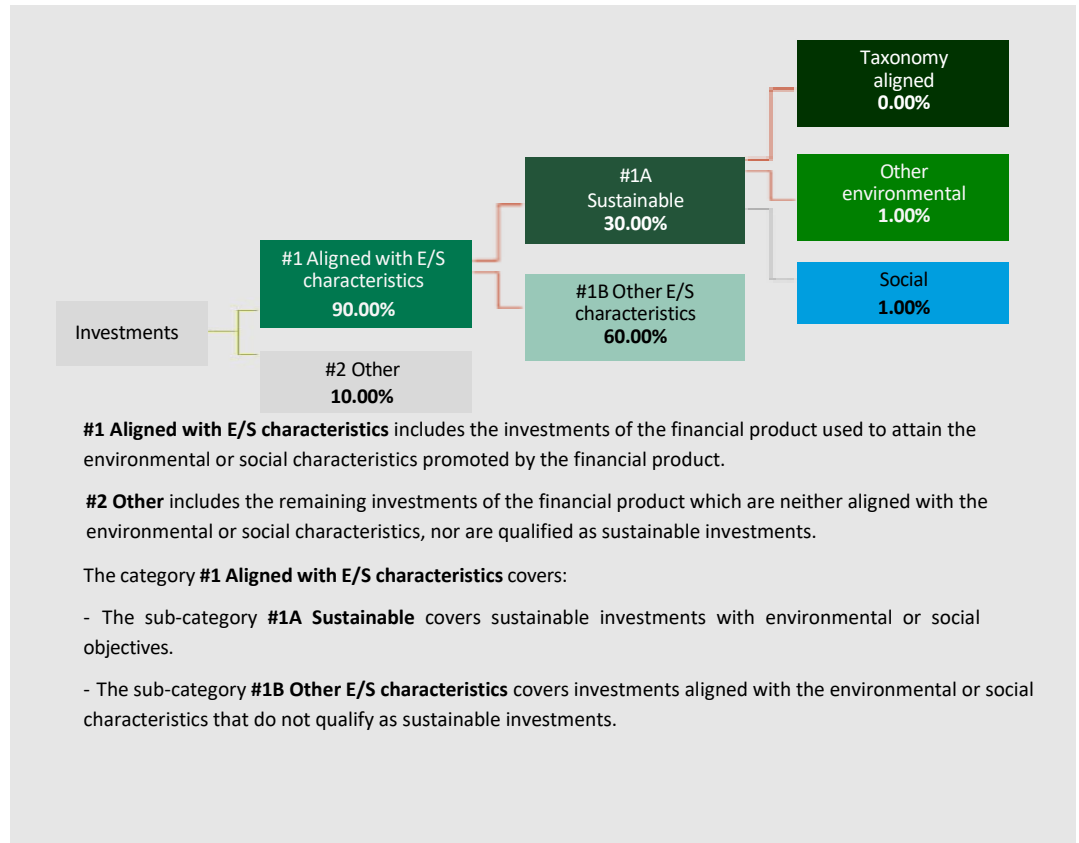 Investments
#1 Aligned with E/S
characteristics
90.00%
#2 Other
10.00%
#1A
Sustainable
30.00%
#1B Other E/S
characteristics
60.00%
Taxonomy
aligned
0.00%
Other
environmental
1.00%
Social
1.00%
#1 Aligned with E/S characteristics includes the investments of the financial product used to attain the
environmental or social characteristics promoted by the financial product.
#2 Other includes the remaining investments of the financial product which are neither aligned with the
environmental or social characteristics, nor are qualified as sustainable investments.
The category #1 Aligned with E/S characteristics covers:
- The sub-category #1A Sustainable covers sustainable investments with environmental or social
objectives.
- The sub-category #1B Other E/S characteristics covers investments aligned with the environmental or social
characteristics that do not qualify as sustainable investments.